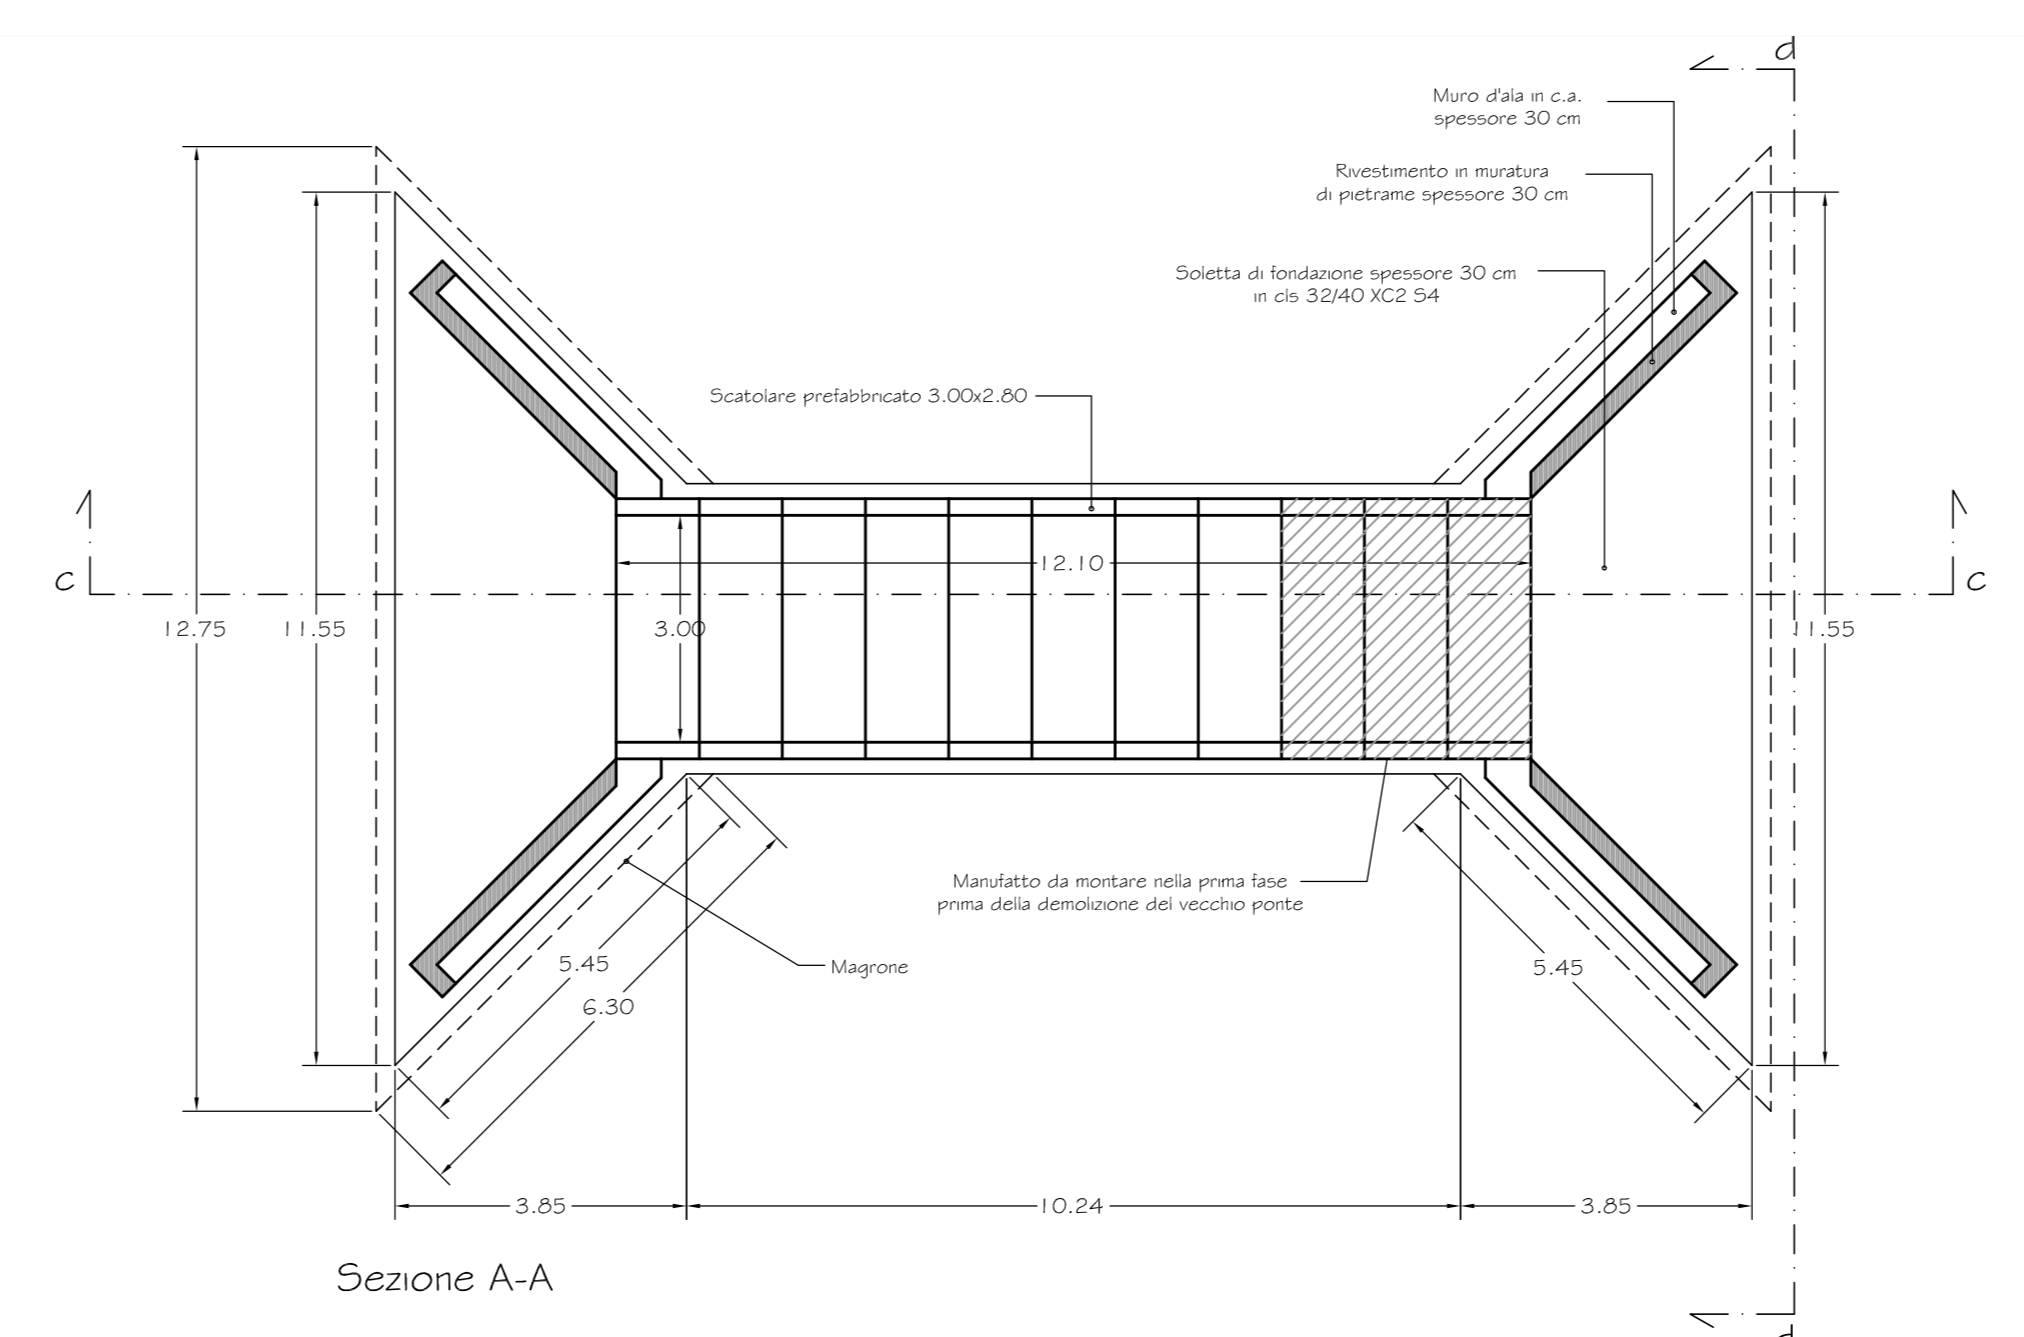 d
Muro d'ala in c.a.
spessore 30 cm
Rivestimento in muratura
di pietrame spessore 30 cm
Soletta di fondazione spessore 30 cm
in cls 32/40 XC2 S4
Scatolare prefabbricato 3.00x2.80
12.10
c
c
12.75
11.55
3.00
11.55
Manufatto da montare nella prima fase
prima della demolizione del vecchio ponte
5.45
Magrone
5.45
6.30
3.85
10.24
3.85
Sezione A-A
d